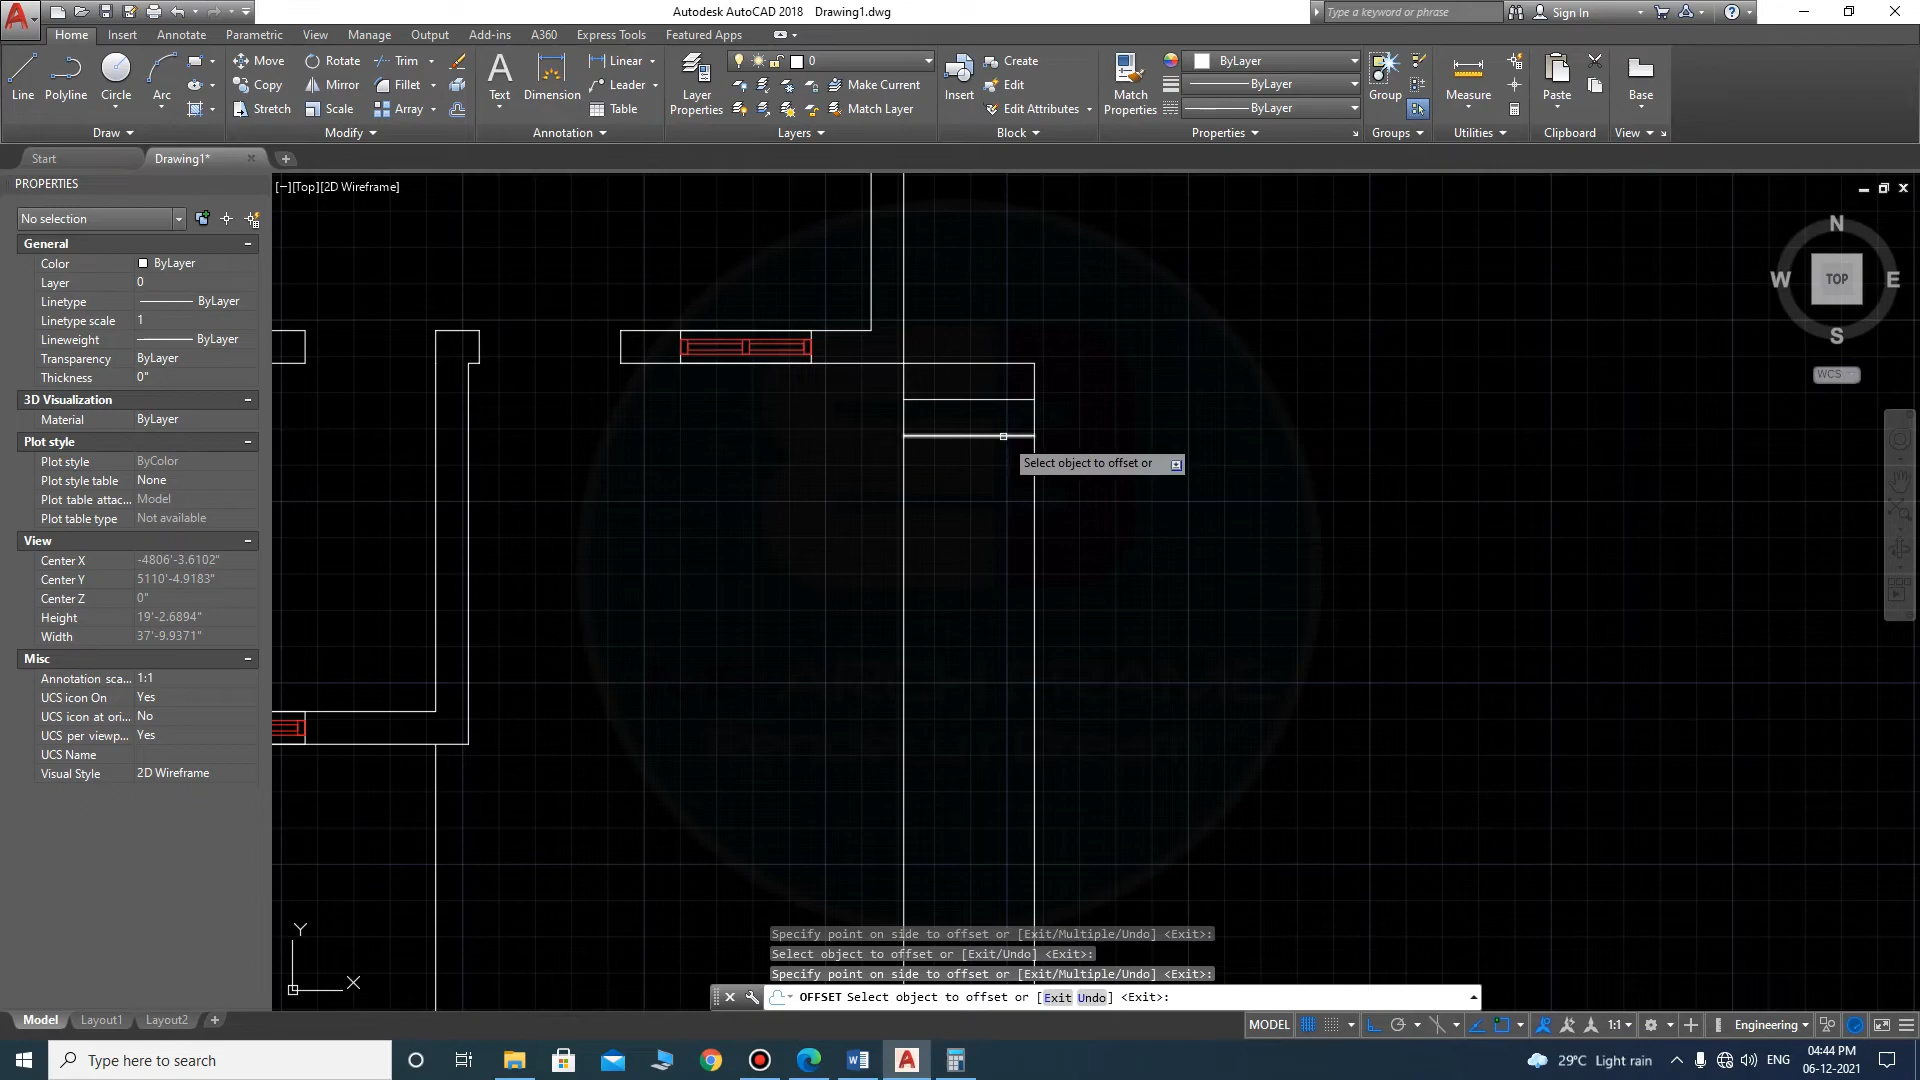 Autodesk AutoCAD 2018 Drawing1.dwg
Type a keyword or phrase
Sign In
Home Insert Annotate Parametric View Manage Output Add-ins A360 Express Tools Featured Apps
Line Polyline Circle Arc
Move Rotate Trim
Copy Mirror Fillet
Stretch Scale Array
Text Dimension
Linear
Leader
Table
Layer Properties
0
Make Current
Match Layer
Insert
Create
Edit
Edit Attributes
Match Properties
ByLayer
ByLayer
ByLayer
Group
Measure
Paste
Base
Draw Modify Annotation Layers Block Properties Groups Utilities Clipboard View
Start Drawing1*
PROPERTIES
[−][Top][2D Wireframe]
No selection
General
Color ByLayer
Layer 0
Linetype ByLayer
Linetype scale 1
Lineweight ByLayer
Transparency ByLayer
Thickness 0"
3D Visualization
Material ByLayer
Plot style
Plot style ByColor
Plot style table None
Plot table attac... Model
Plot table type Not available
View
Center X -4806'-3.6102"
Center Y 5110'-4.9183"
Center Z 0"
Height 19'-2.6894"
Width 37'-9.9371"
Misc
Annotation sca... 1:1
UCS icon On Yes
UCS icon at ori... No
UCS per viewp... Yes
UCS Name
Visual Style 2D Wireframe
N
W TOP E
S
WCS
Select object to offset or
Y
X
Specify point on side to offset or [Exit/Multiple/Undo] <Exit>:
Select object to offset or [Exit/Undo] <Exit>:
Specify point on side to offset or [Exit/Multiple/Undo] <Exit>:
OFFSET Select object to offset or [Exit Undo] <Exit>:
Model Layout1 Layout2
MODEL 1:1 Engineering
Type here to search
29°C Light rain ENG
04:44 PM
06-12-2021